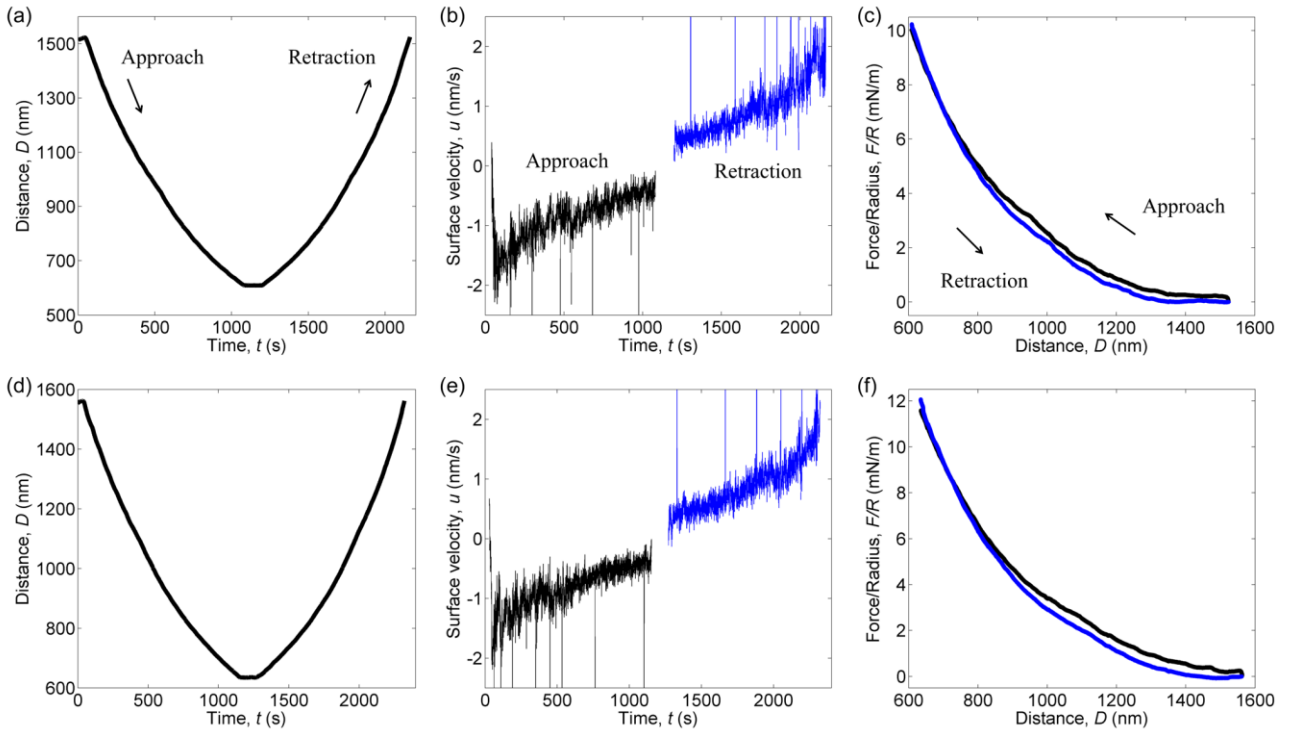 (a)
Distance, D (nm)
1500
1300
1100
900
700
500
Approach
Retraction
0 500 1000 1500 2000
Time, t (s)
(b)
Surface velocity, u (nm/s)
2
1
0
-1
-2
Approach
Retraction
0 500 1000 1500 2000
Time, t (s)
(c)
Force/Radius, F/R (mN/m)
10
8
6
4
2
0
Approach
Retraction
600 800 1000 1200 1400 1600
Distance, D (nm)
(d)
Distance, D (nm)
1600
1400
1200
1000
800
600
0 500 1000 1500 2000
Time, t (s)
(e)
Surface velocity, u (nm/s)
2
1
0
-1
-2
0 500 1000 1500 2000
Time, t (s)
(f)
Force/Radius, F/R (mN/m)
12
10
8
6
4
2
0
600 800 1000 1200 1400 1600
Distance, D (nm)